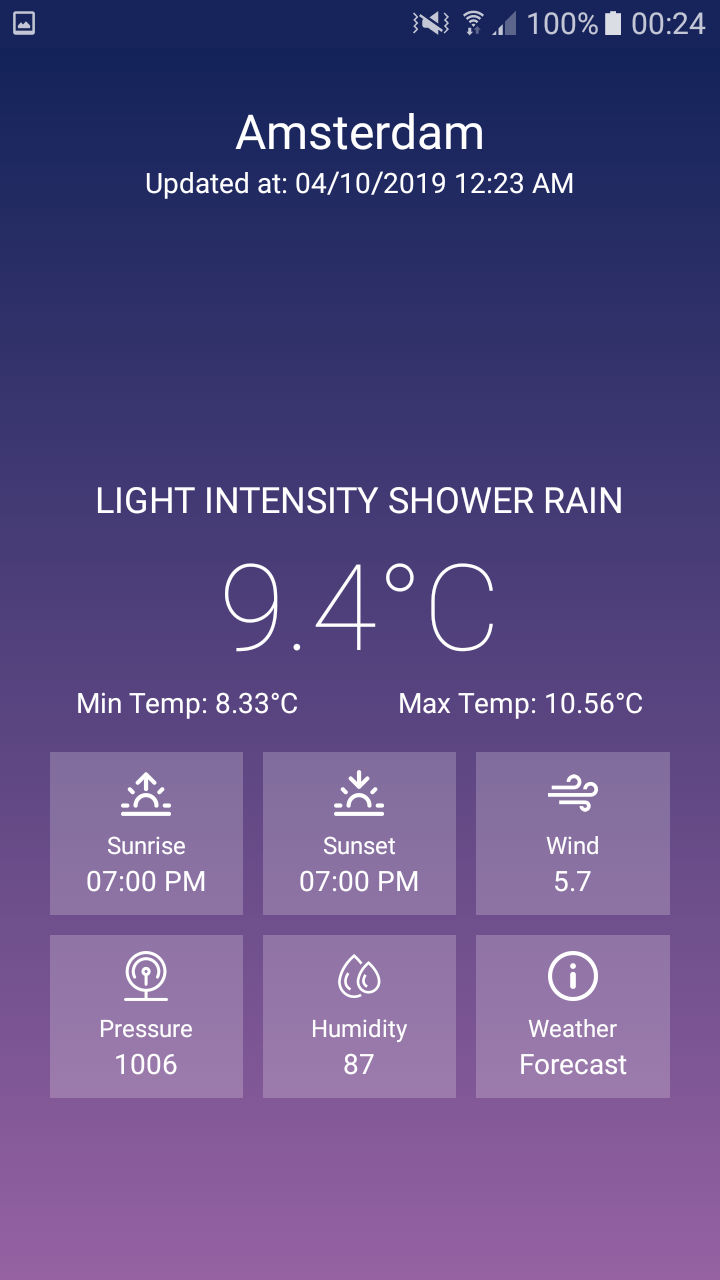 100% 00:24
Amsterdam
Updated at: 04/10/2019 12:23 AM
LIGHT INTENSITY SHOWER RAIN
9.4°C
Min Temp: 8.33°C Max Temp: 10.56°C
Sunrise
07:00 PM
Sunset
07:00 PM
Wind
5.7
Pressure
1006
Humidity
87
Weather
Forecast